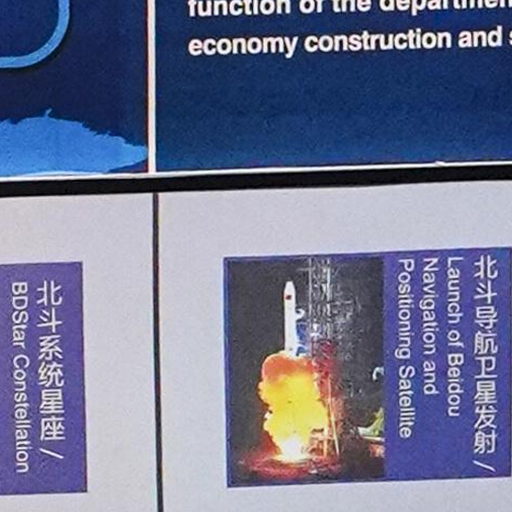 function of the
economy construction and
北斗系统星座 /
BDStar Constellation
北斗导航卫星发射 /
Launch of Beidou
Navigation and
Positioning Satellite